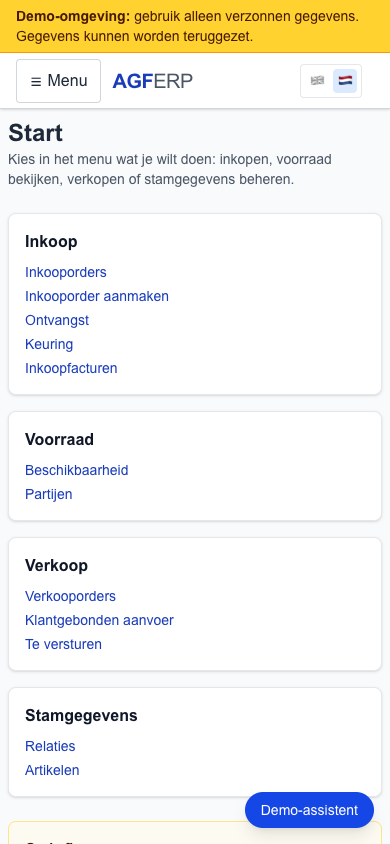 Demo-omgeving: gebruik alleen verzonnen gegevens.
Gegevens kunnen worden teruggezet.
☰ Menu
AGFERP
Start
Kies in het menu wat je wilt doen: inkopen, voorraad
bekijken, verkopen of stamgegevens beheren.
Inkoop
Inkooporders
Inkooporder aanmaken
Ontvangst
Keuring
Inkoopfacturen
Voorraad
Beschikbaarheid
Partijen
Verkoop
Verkooporders
Klantgebonden aanvoer
Te versturen
Stamgegevens
Relaties
Artikelen
Demo-assistent